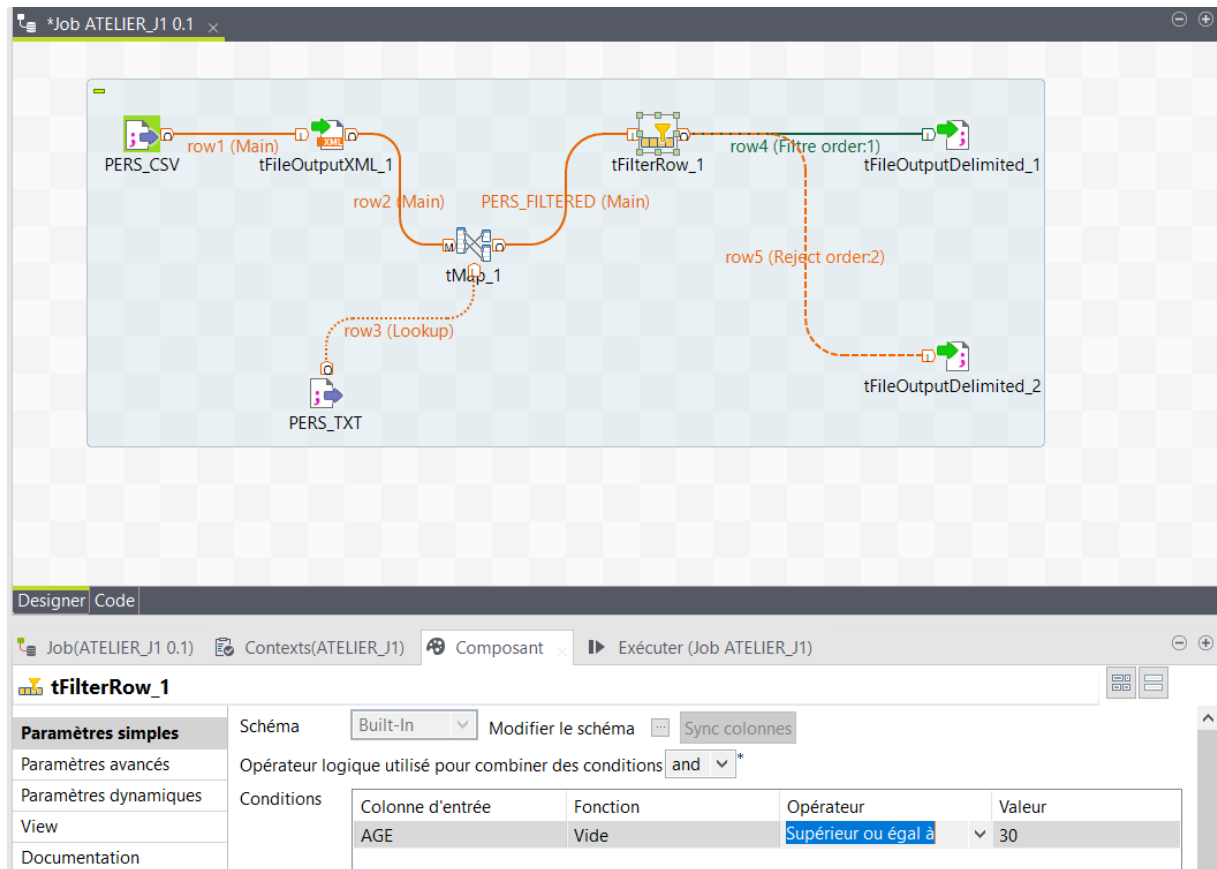 *Job ATELIER_J1 0.1
row1 (Main)
row4 (Filtre order:1)
PERS_CSV
tFileOutputXML_1
tFilterRow_1
tFileOutputDelimited_1
row2 (Main)
PERS_FILTERED (Main)
row5 (Reject order:2)
tMap_1
row3 (Lookup)
tFileOutputDelimited_2
PERS_TXT
Designer Code
Job(ATELIER_J1 0.1) Contexts(ATELIER_J1) Composant Exécuter (Job ATELIER_J1)
tFilterRow_1
Paramètres simples
Paramètres avancés
Paramètres dynamiques
View
Documentation
Schéma Built-In Modifier le schéma ... Sync colonnes
Opérateur logique utilisé pour combiner des conditions and *
Conditions
Colonne d'entrée Fonction Opérateur Valeur
AGE Vide Supérieur ou égal à 30